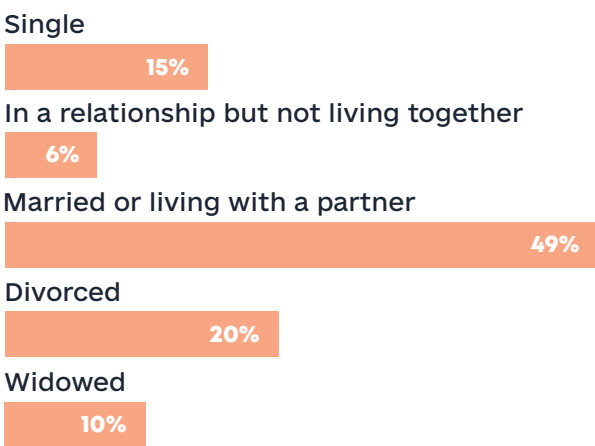 Single
15%
In a relationship but not living together
6%
Married or living with a partner
49%
Divorced
20%
Widowed
10%